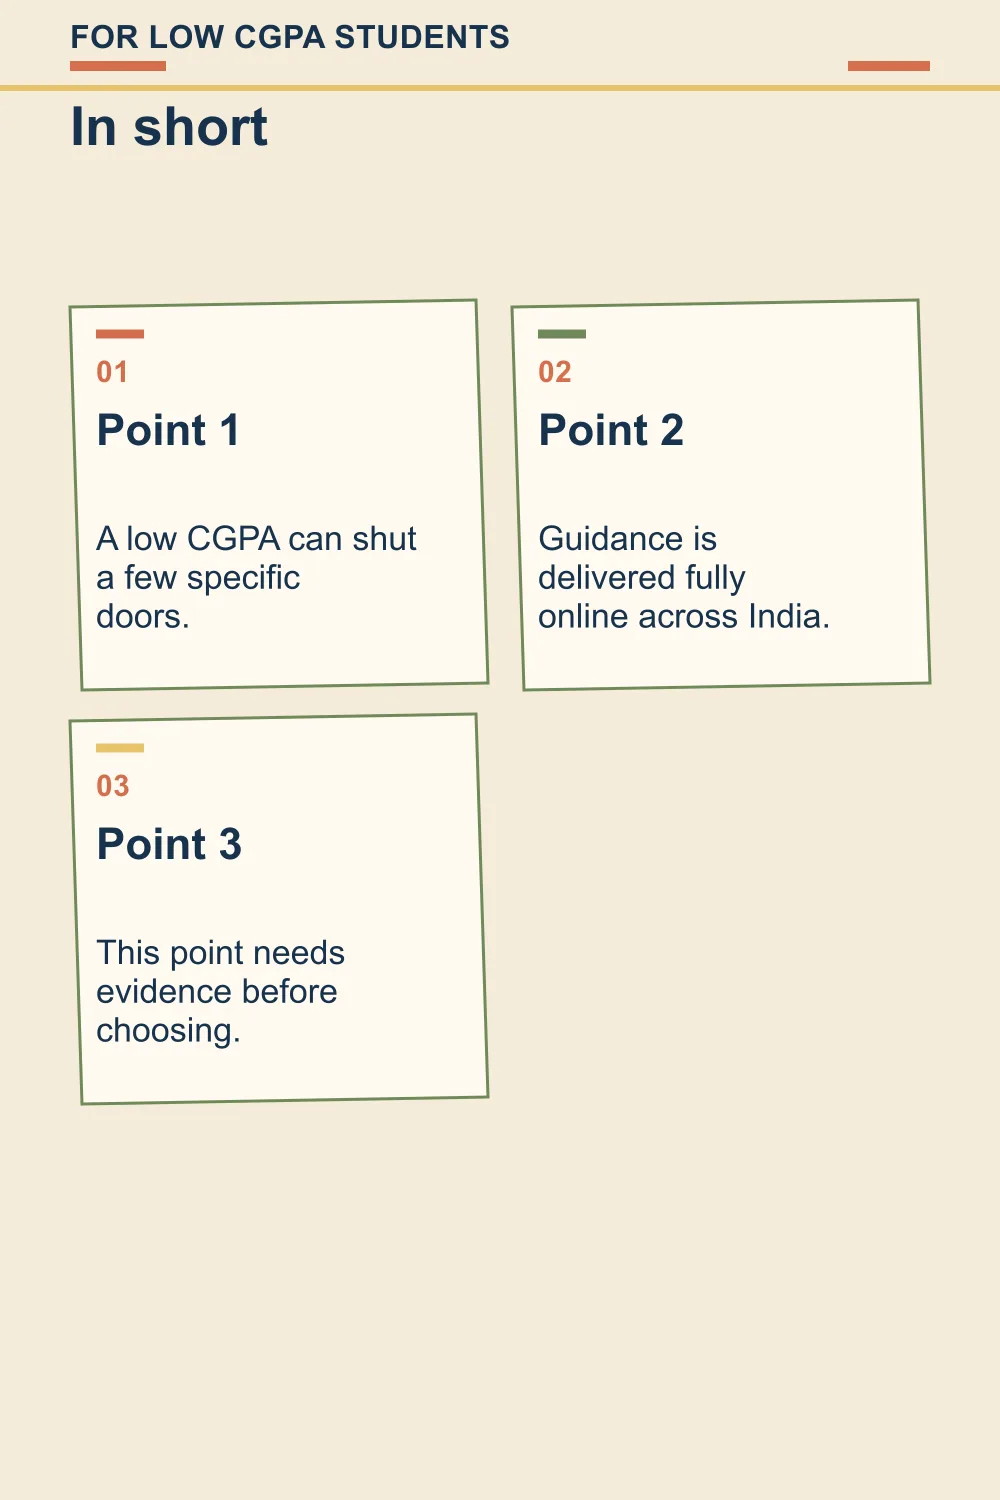 FOR LOW CGPA STUDENTS
In short
01
Point 1
A low CGPA can shut
a few specific
doors.
02
Point 2
Guidance is
delivered fully
online across India.
03
Point 3
This point needs
evidence before
choosing.